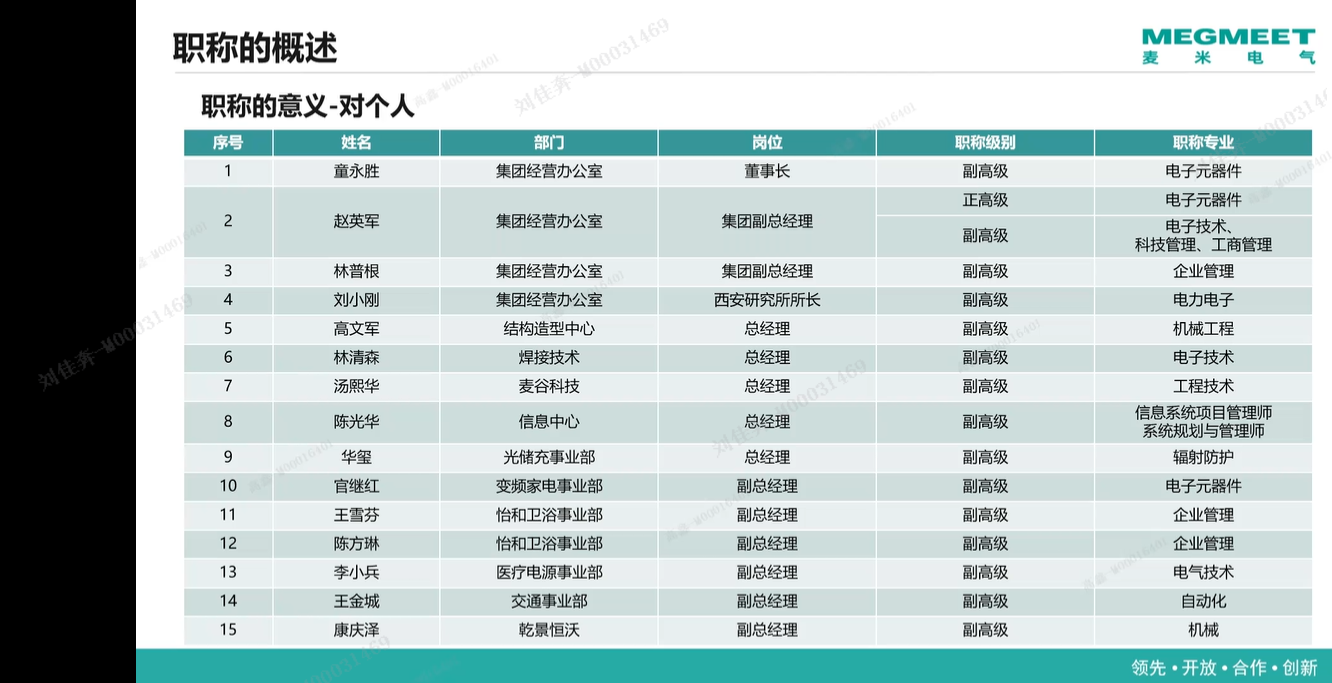 职称的概述
MEGMEET
麦米电气
职称的意义-对个人
序号 姓名 部门 岗位 职称级别 职称专业
1 童永胜 集团经营办公室 董事长 副高级 电子元器件
2 赵英军 集团经营办公室 集团副总经理 正高级 电子元器件
副高级 电子技术、
科技管理、工商管理
3 林普根 集团经营办公室 集团副总经理 副高级 企业管理
4 刘小刚 集团经营办公室 西安研究所所长 副高级 电力电子
5 高文军 结构造型中心 总经理 副高级 机械工程
6 林清森 焊接技术 总经理 副高级 电子技术
7 汤熙华 麦谷科技 总经理 副高级 工程技术
8 陈光华 信息中心 总经理 副高级 信息系统项目管理师
系统规划与管理师
9 华玺 光储充事业部 总经理 副高级 辐射防护
10 官继红 变频家电事业部 副总经理 副高级 电子元器件
11 王雪芬 怡和卫浴事业部 副总经理 副高级 企业管理
12 陈方琳 怡和卫浴事业部 副总经理 副高级 企业管理
13 李小兵 医疗电源事业部 副总经理 副高级 电气技术
14 王金城 交通事业部 副总经理 副高级 自动化
15 康庆泽 乾景恒沃 副总经理 副高级 机械
领先•开放•合作•创新
刘佳奔-M00031469